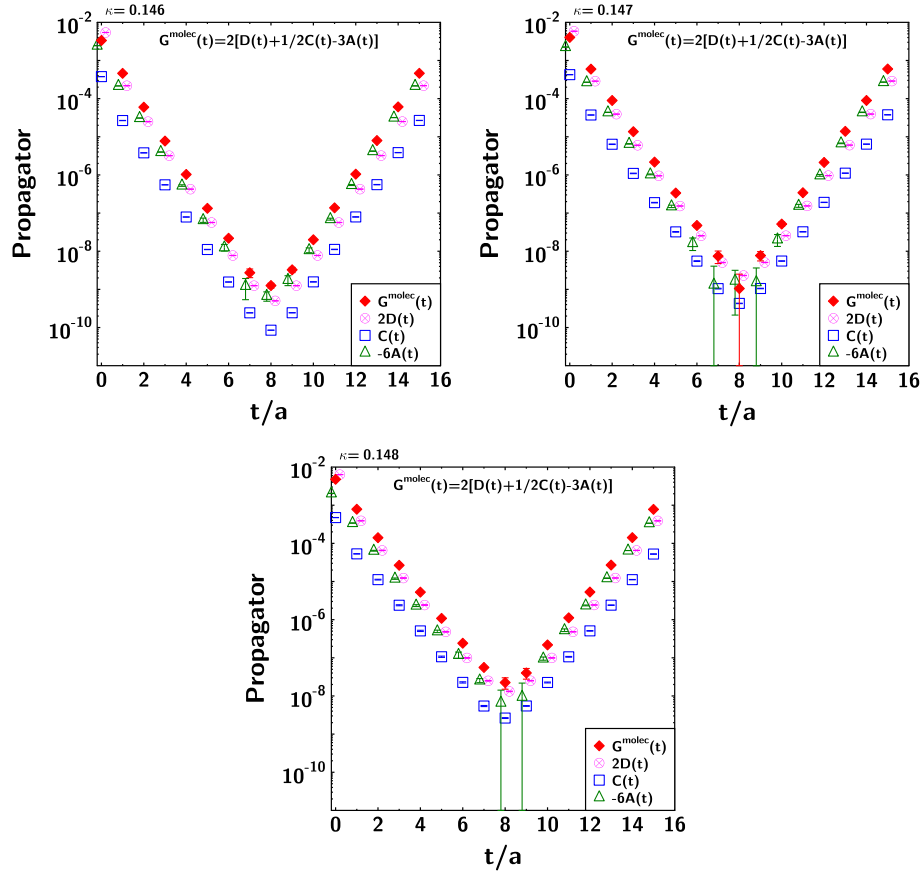 κ= 0.146
G^molec(t)=2[D(t)+1/2C(t)-3A(t)]
10^-2
10^-4
10^-6
10^-8
10^-10
Propagator
G^molec(t)
2D(t)
C(t)
-6A(t)
0 2 4 6 8 10 12 14 16
t/a
κ= 0.147
G^molec(t)=2[D(t)+1/2C(t)-3A(t)]
10^-2
10^-4
10^-6
10^-8
10^-10
Propagator
G^molec(t)
2D(t)
C(t)
-6A(t)
0 2 4 6 8 10 12 14 16
t/a
κ= 0.148
G^molec(t)=2[D(t)+1/2C(t)-3A(t)]
10^-2
10^-4
10^-6
10^-8
10^-10
Propagator
G^molec(t)
2D(t)
C(t)
-6A(t)
0 2 4 6 8 10 12 14 16
t/a